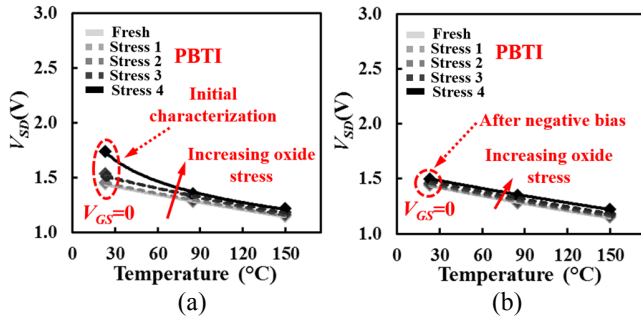 (a)
3.0
2.5
2.0
1.5
1.0
V_SD(V)
Fresh
Stress 1
Stress 2
Stress 3
Stress 4
PBTI
Initial
characterization
Increasing oxide
stress
V_GS=0
0 30 60 90 120 150
Temperature (°C)
(a)
(b)
3.0
2.5
2.0
1.5
1.0
V_SD(V)
Fresh
Stress 1
Stress 2
Stress 3
Stress 4
PBTI
After negative bias
Increasing oxide
stress
V_GS=0
0 30 60 90 120 150
Temperature (°C)
(b)